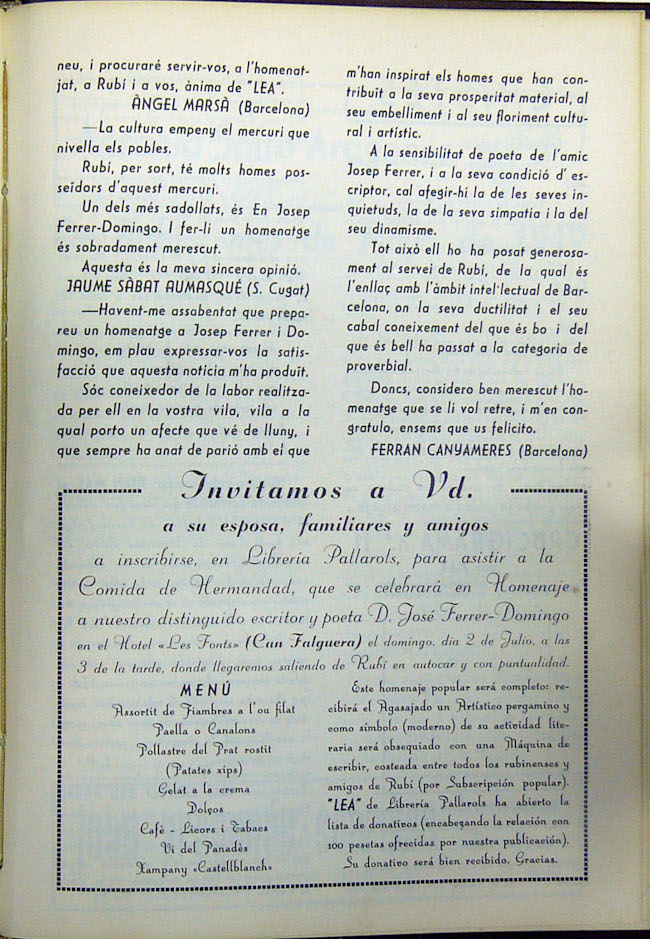 neu, i procuraré servir-vos, a l'homenat-
jat, a Rubí i a vos, ànima de "LEA".
ÀNGEL MARSÀ (Barcelona)
—La cultura empeny el mercuri que
nivella els pobles.
Rubí, per sort, té molts homes pos-
seïdors d'aquest mercuri.
Un dels més sadollats, és En Josep
Ferrer-Domingo. I fer-li un homenatge
és sobradament merescut.
Aquesta és la meva sincera opinió.
JAUME SÀBAT AUMASQUÉ (S. Cugat)
—Havent-me assabentat que prepa-
reu un homenatge a Josep Ferrer i Do-
mingo, em plau expressar-vos la satis-
facció que aquesta noticia m'ha produït.
Sóc coneixedor de la labor realitza-
da per ell en la vostra vila, vila a la
qual porto un afecte que vé de lluny, i
que sempre ha anat de parió amb el que
m'han inspirat els homes que han con-
tribuït a la seva prosperitat material, al
seu embelliment i al seu floriment cultu-
ral i artístic.
A la sensibilitat de poeta de l'amic
Josep Ferrer, i a la seva condició d'es-
criptor, cal afegir-hi la de les seves in-
quietuds, la de la seva simpatia i la del
seu dinamisme.
Tot això ell ho ha posat generosa-
ment al servei de Rubí, de la qual és
l'enllaç amb l'àmbit intel·lectual de Bar-
celona, on la seva ductilitat i el seu
cabal coneixement del que és bo i del
que és bell ha passat a la categoria de
proverbial.
Doncs, considero ben merescut l'ho-
menatge que se li vol retre, i m'en con-
gratulo, ensems que us felicito.
FERRAN CANYAMERES (Barcelona)
Invitamos a Vd.
a su esposa, familiares y amigos
a inscribirse, en Librería Pallarols, para asistir a la
Comida de Hermandad, que se celebrará en Homenaje
a nuestro distinguido escritor y poeta D. José Ferrer-Domingo
en el Hotel «Les Fonts» (Can Falguera) el domingo, día 2 de Julio, a las
3 de la tarde, donde llegaremos saliendo de Rubí en autocar y con puntualidad.
MENÚ
Assortit de Fiambres a l'ou filat
Paella o Canalons
Pollastre del Prat rostit
(Patates xips)
Gelat a la crema
Dolços
Cafè - Licors i Tabacs
Vi del Panadès
Xampany «Castellblanch»
Este homenaje popular será completo: re-
cibirá el Agasajado un Artístico pergamino y
como símbolo (moderno) de su actividad lite-
raria será obsequiado con una Máquina de
escribir, costeada entre todos los rubinenses y
amigos de Rubí (por Subscripción popular).
"LEA" de Librería Pallarols ha abierto la
lista de donativos (encabezando la relación con
100 pesetas ofrecidas por nuestra publicación).
Su donativo será bien recibido. Gracias.